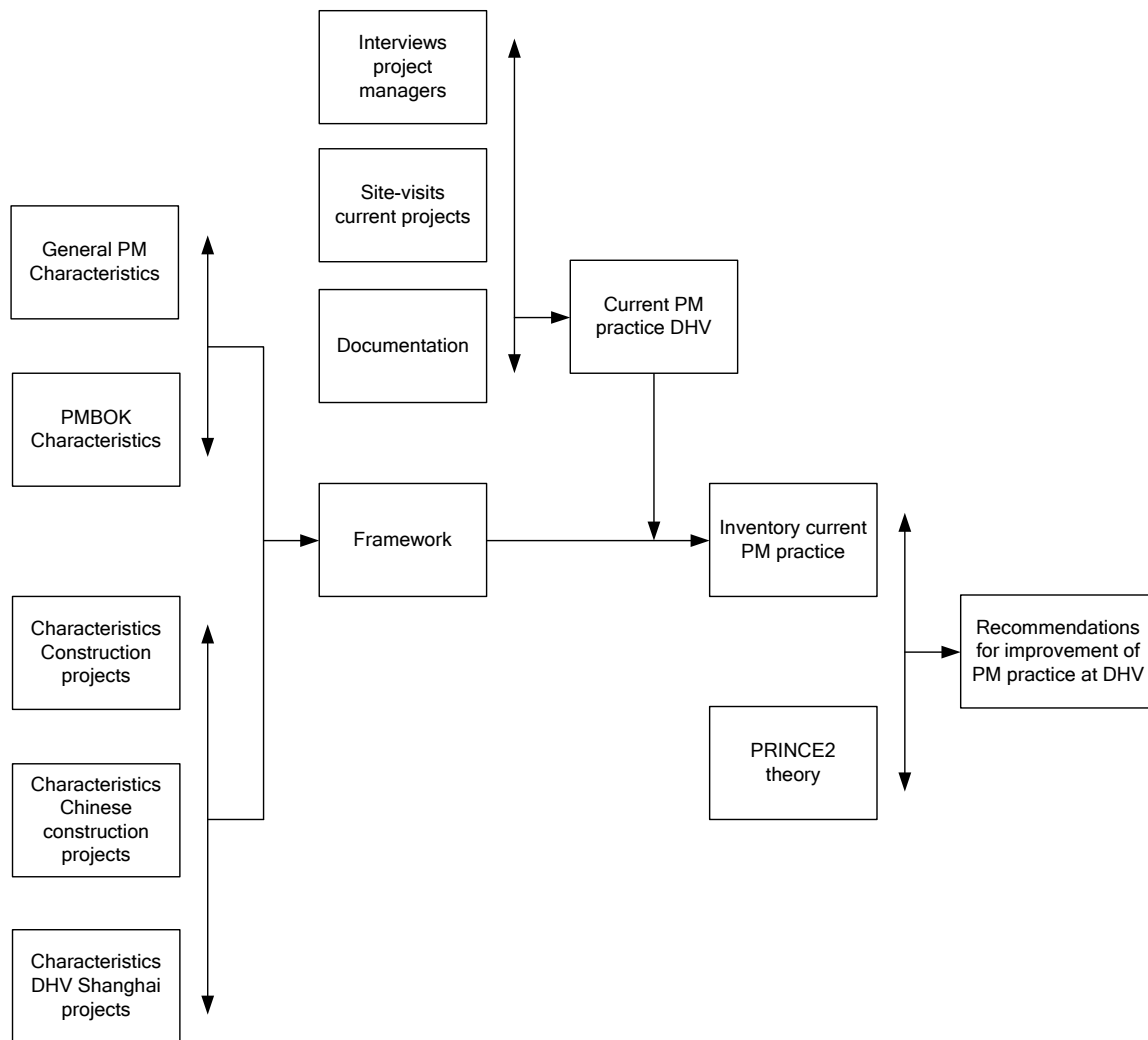 Interviews
project
managers
Site-visits
current projects
General PM
Characteristics
Documentation
Current PM
practice DHV
PMBOK
Characteristics
Framework
Inventory current
PM practice
Characteristics
Construction
projects
Recommendations
for improvement of
PM practice at DHV
PRINCE2
theory
Characteristics
Chinese
construction
projects
Characteristics
DHV Shanghai
projects